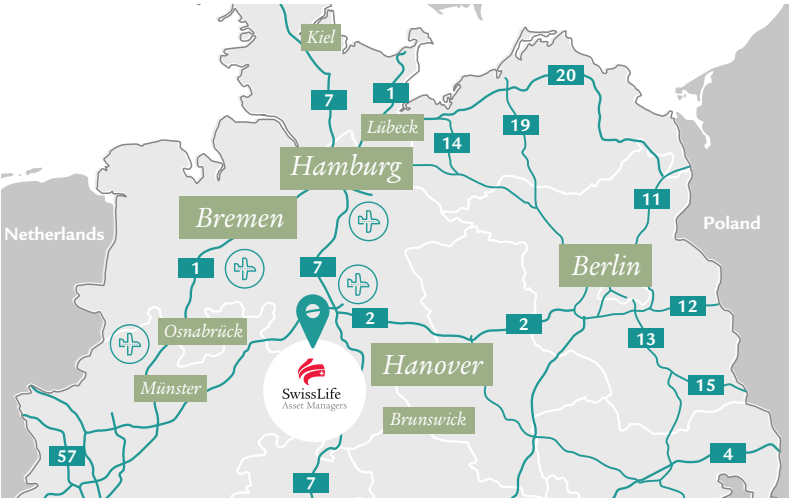 Kiel
20
7
1
Lübeck
19
14
Hamburg
11
Bremen
Netherlands
Poland
Berlin
1
7
12
2
2
Osnabrück
13
Hanover
SwissLife
Asset Managers
Münster
15
Brunswick
57
4
7